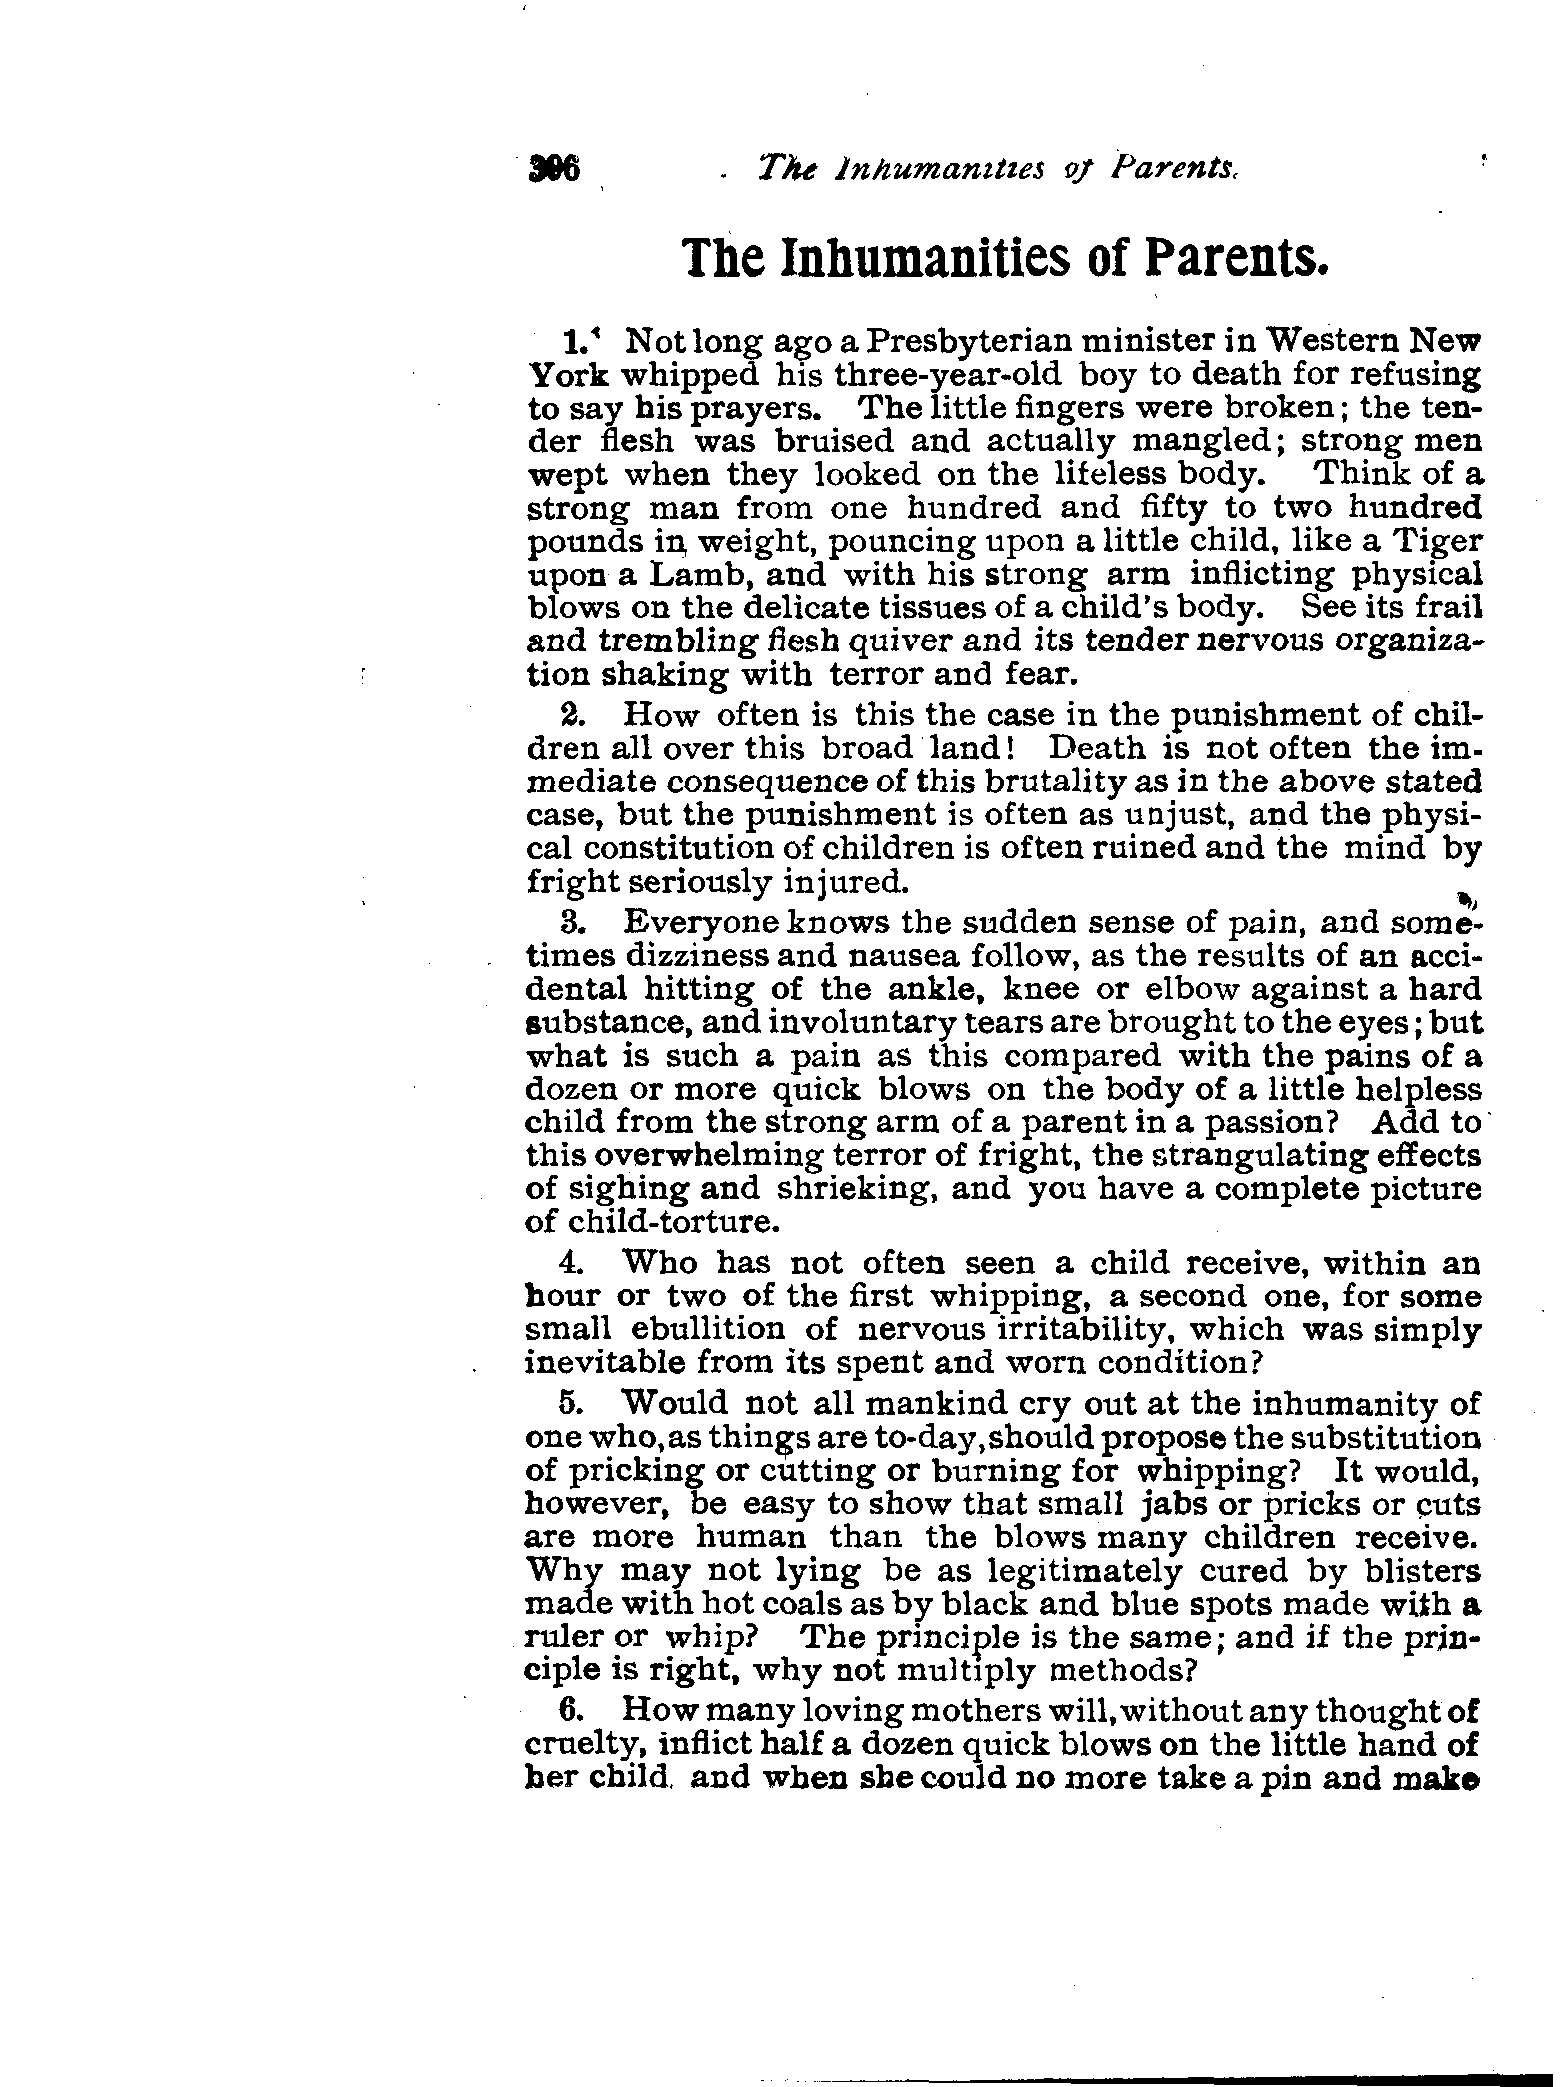 306 The Inhumanities of Parents.
The Inhumanities of Parents.
1. Not long ago a Presbyterian minister in Western New
York whipped his three-year-old boy to death for refusing
to say his prayers. The little fingers were broken; the ten-
der flesh was bruised and actually mangled; strong men
wept when they looked on the lifeless body. Think of a
strong man from one hundred and fifty to two hundred
pounds in weight, pouncing upon a little child, like a Tiger
upon a Lamb, and with his strong arm inflicting physical
blows on the delicate tissues of a child's body. See its frail
and trembling flesh quiver and its tender nervous organiza-
tion shaking with terror and fear.
2. How often is this the case in the punishment of chil-
dren all over this broad land! Death is not often the im-
mediate consequence of this brutality as in the above stated
case, but the punishment is often as unjust, and the physi-
cal constitution of children is often ruined and the mind by
fright seriously injured.
3. Everyone knows the sudden sense of pain, and some-
times dizziness and nausea follow, as the results of an acci-
dental hitting of the ankle, knee or elbow against a hard
substance, and involuntary tears are brought to the eyes; but
what is such a pain as this compared with the pains of a
dozen or more quick blows on the body of a little helpless
child from the strong arm of a parent in a passion? Add to
this overwhelming terror of fright, the strangulating effects
of sighing and shrieking, and you have a complete picture
of child-torture.
4. Who has not often seen a child receive, within an
hour or two of the first whipping, a second one, for some
small ebullition of nervous irritability, which was simply
inevitable from its spent and worn condition?
5. Would not all mankind cry out at the inhumanity of
one who, as things are to-day, should propose the substitution
of pricking or cutting or burning for whipping? It would,
however, be easy to show that small jabs or pricks or cuts
are more human than the blows many children receive.
Why may not lying be as legitimately cured by blisters
made with hot coals as by black and blue spots made with a
ruler or whip? The principle is the same; and if the prin-
ciple is right, why not multiply methods?
6. How many loving mothers will, without any thought of
cruelty, inflict half a dozen quick blows on the little hand of
her child, and when she could no more take a pin and make